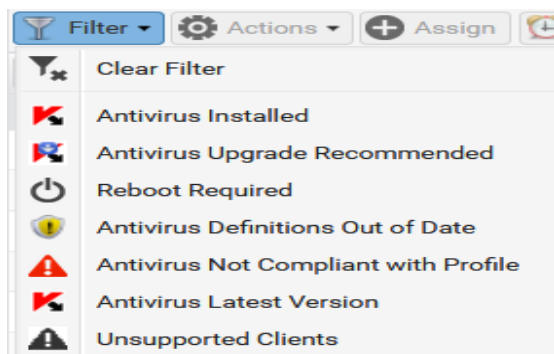 Filter Actions Assign
Clear Filter
Antivirus Installed
Antivirus Upgrade Recommended
Reboot Required
Antivirus Definitions Out of Date
Antivirus Not Compliant with Profile
Antivirus Latest Version
Unsupported Clients